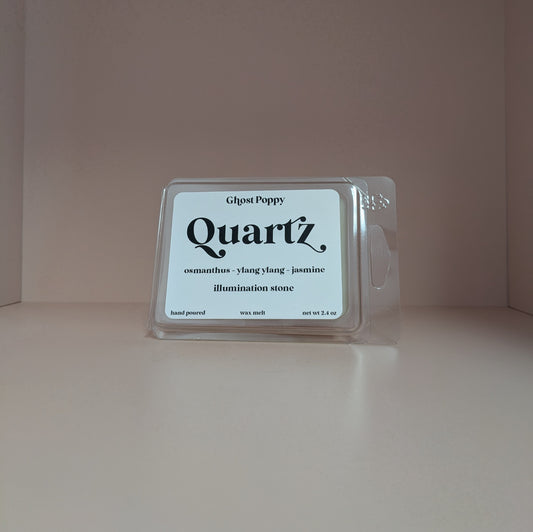 Ghost Poppy
Quartz
osmanthus - ylang ylang - jasmine
illumination stone
hand poured wax melt net wt 2.4 oz